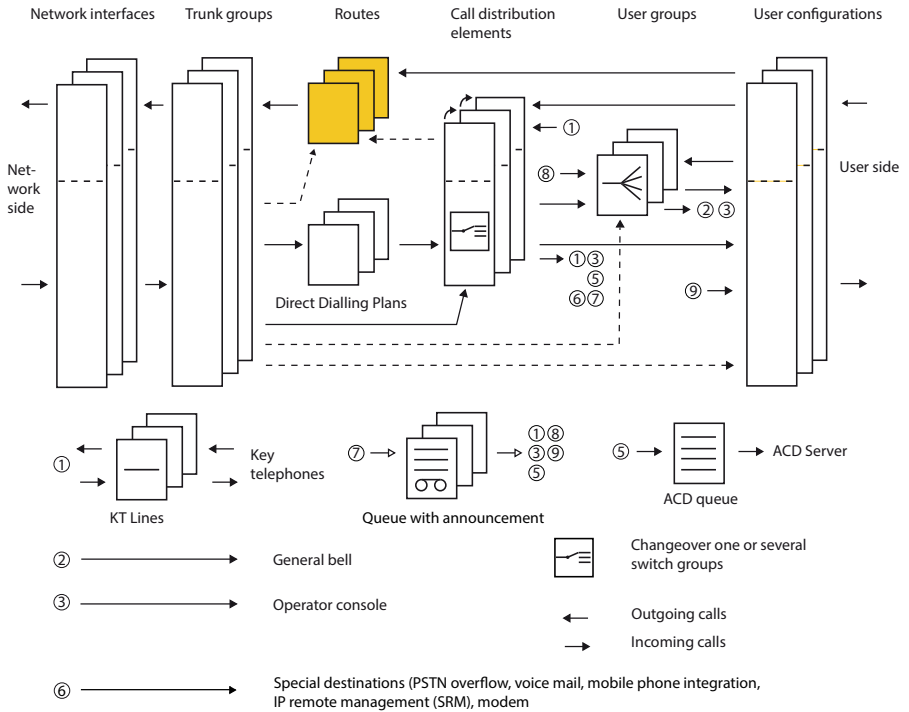 Network interfaces
Trunk groups
Routes
Call distribution
elements
User groups
User configurations
Net-
work
side
User side
①
⑧
② ③
① ③
⑤
⑥ ⑦
⑨
Direct Dialling Plans
①
Key
telephones
KT Lines
⑦
① ⑧
③ ⑨
⑤
Queue with announcement
⑤
ACD Server
ACD queue
② General bell
Changeover one or several
switch groups
③ Operator console
Outgoing calls
Incoming calls
⑥ Special destinations (PSTN overflow, voice mail, mobile phone integration,
IP remote management (SRM), modem